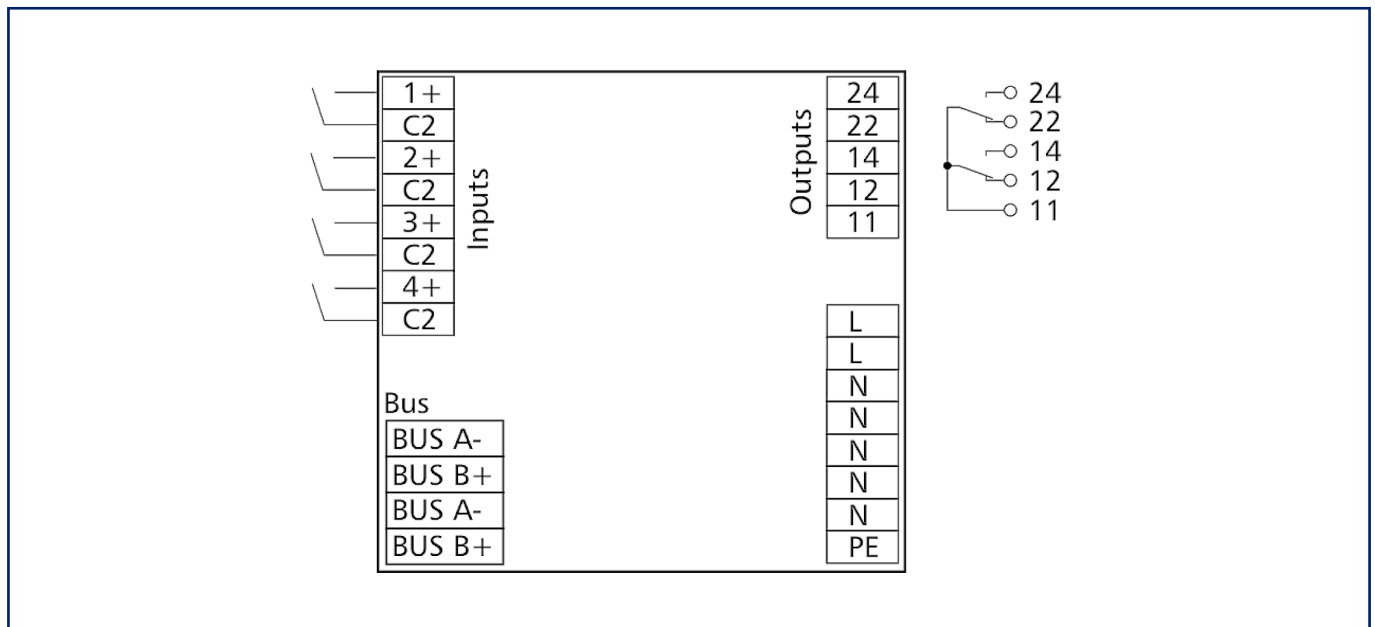 1+
C2
2+
C2
3+
C2
4+
C2
Inputs
Bus
BUS A-
BUS B+
BUS A-
BUS B+
Outputs
24
22
14
12
11
L
L
N
N
N
N
N
PE
24
22
14
12
11